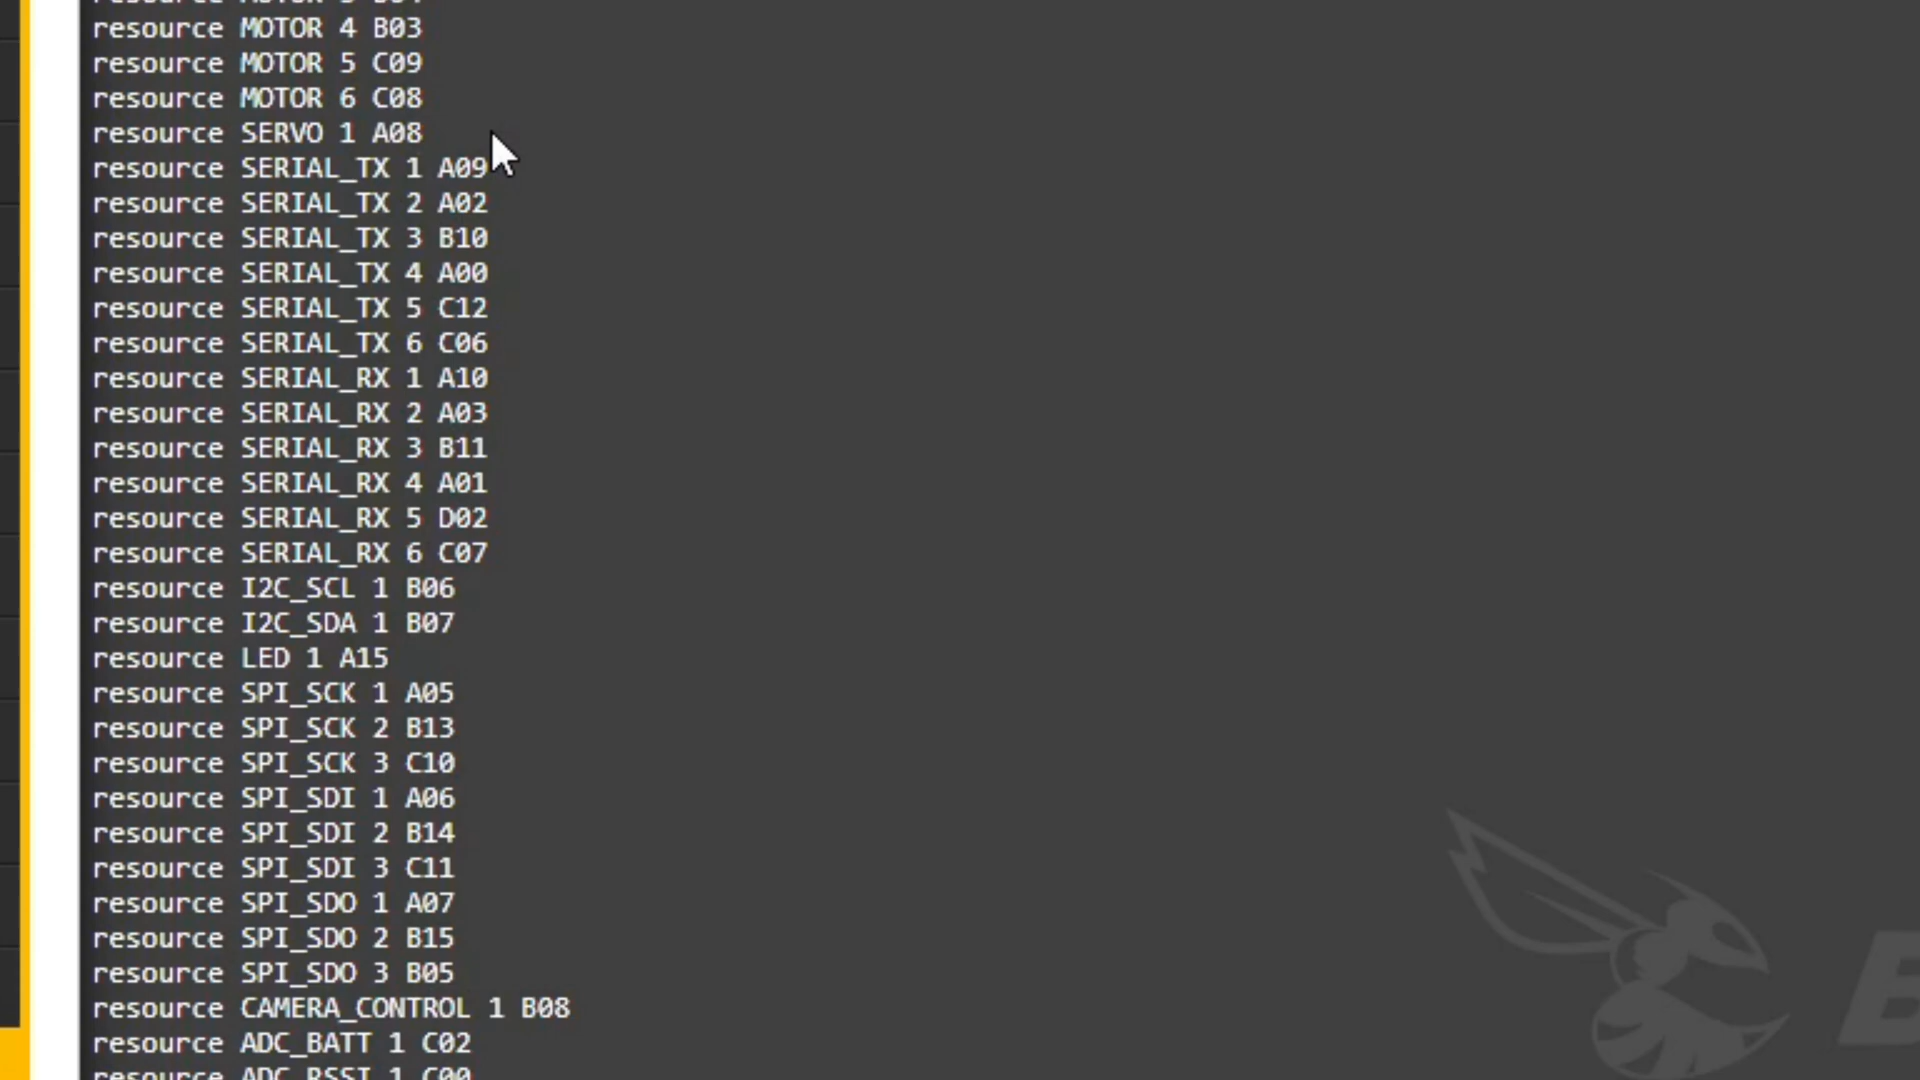 resource MOTOR 4 B03
resource MOTOR 5 C09
resource MOTOR 6 C08
resource SERVO 1 A08
resource SERIAL_TX 1 A09
resource SERIAL_TX 2 A02
resource SERIAL_TX 3 B10
resource SERIAL_TX 4 A00
resource SERIAL_TX 5 C12
resource SERIAL_TX 6 C06
resource SERIAL_RX 1 A10
resource SERIAL_RX 2 A03
resource SERIAL_RX 3 B11
resource SERIAL_RX 4 A01
resource SERIAL_RX 5 D02
resource SERIAL_RX 6 C07
resource I2C_SCL 1 B06
resource I2C_SDA 1 B07
resource LED 1 A15
resource SPI_SCK 1 A05
resource SPI_SCK 2 B13
resource SPI_SCK 3 C10
resource SPI_SDI 1 A06
resource SPI_SDI 2 B14
resource SPI_SDI 3 C11
resource SPI_SDO 1 A07
resource SPI_SDO 2 B15
resource SPI_SDO 3 B05
resource CAMERA_CONTROL 1 B08
resource ADC_BATT 1 C02
resource ADC_RSSI 1 C00
B